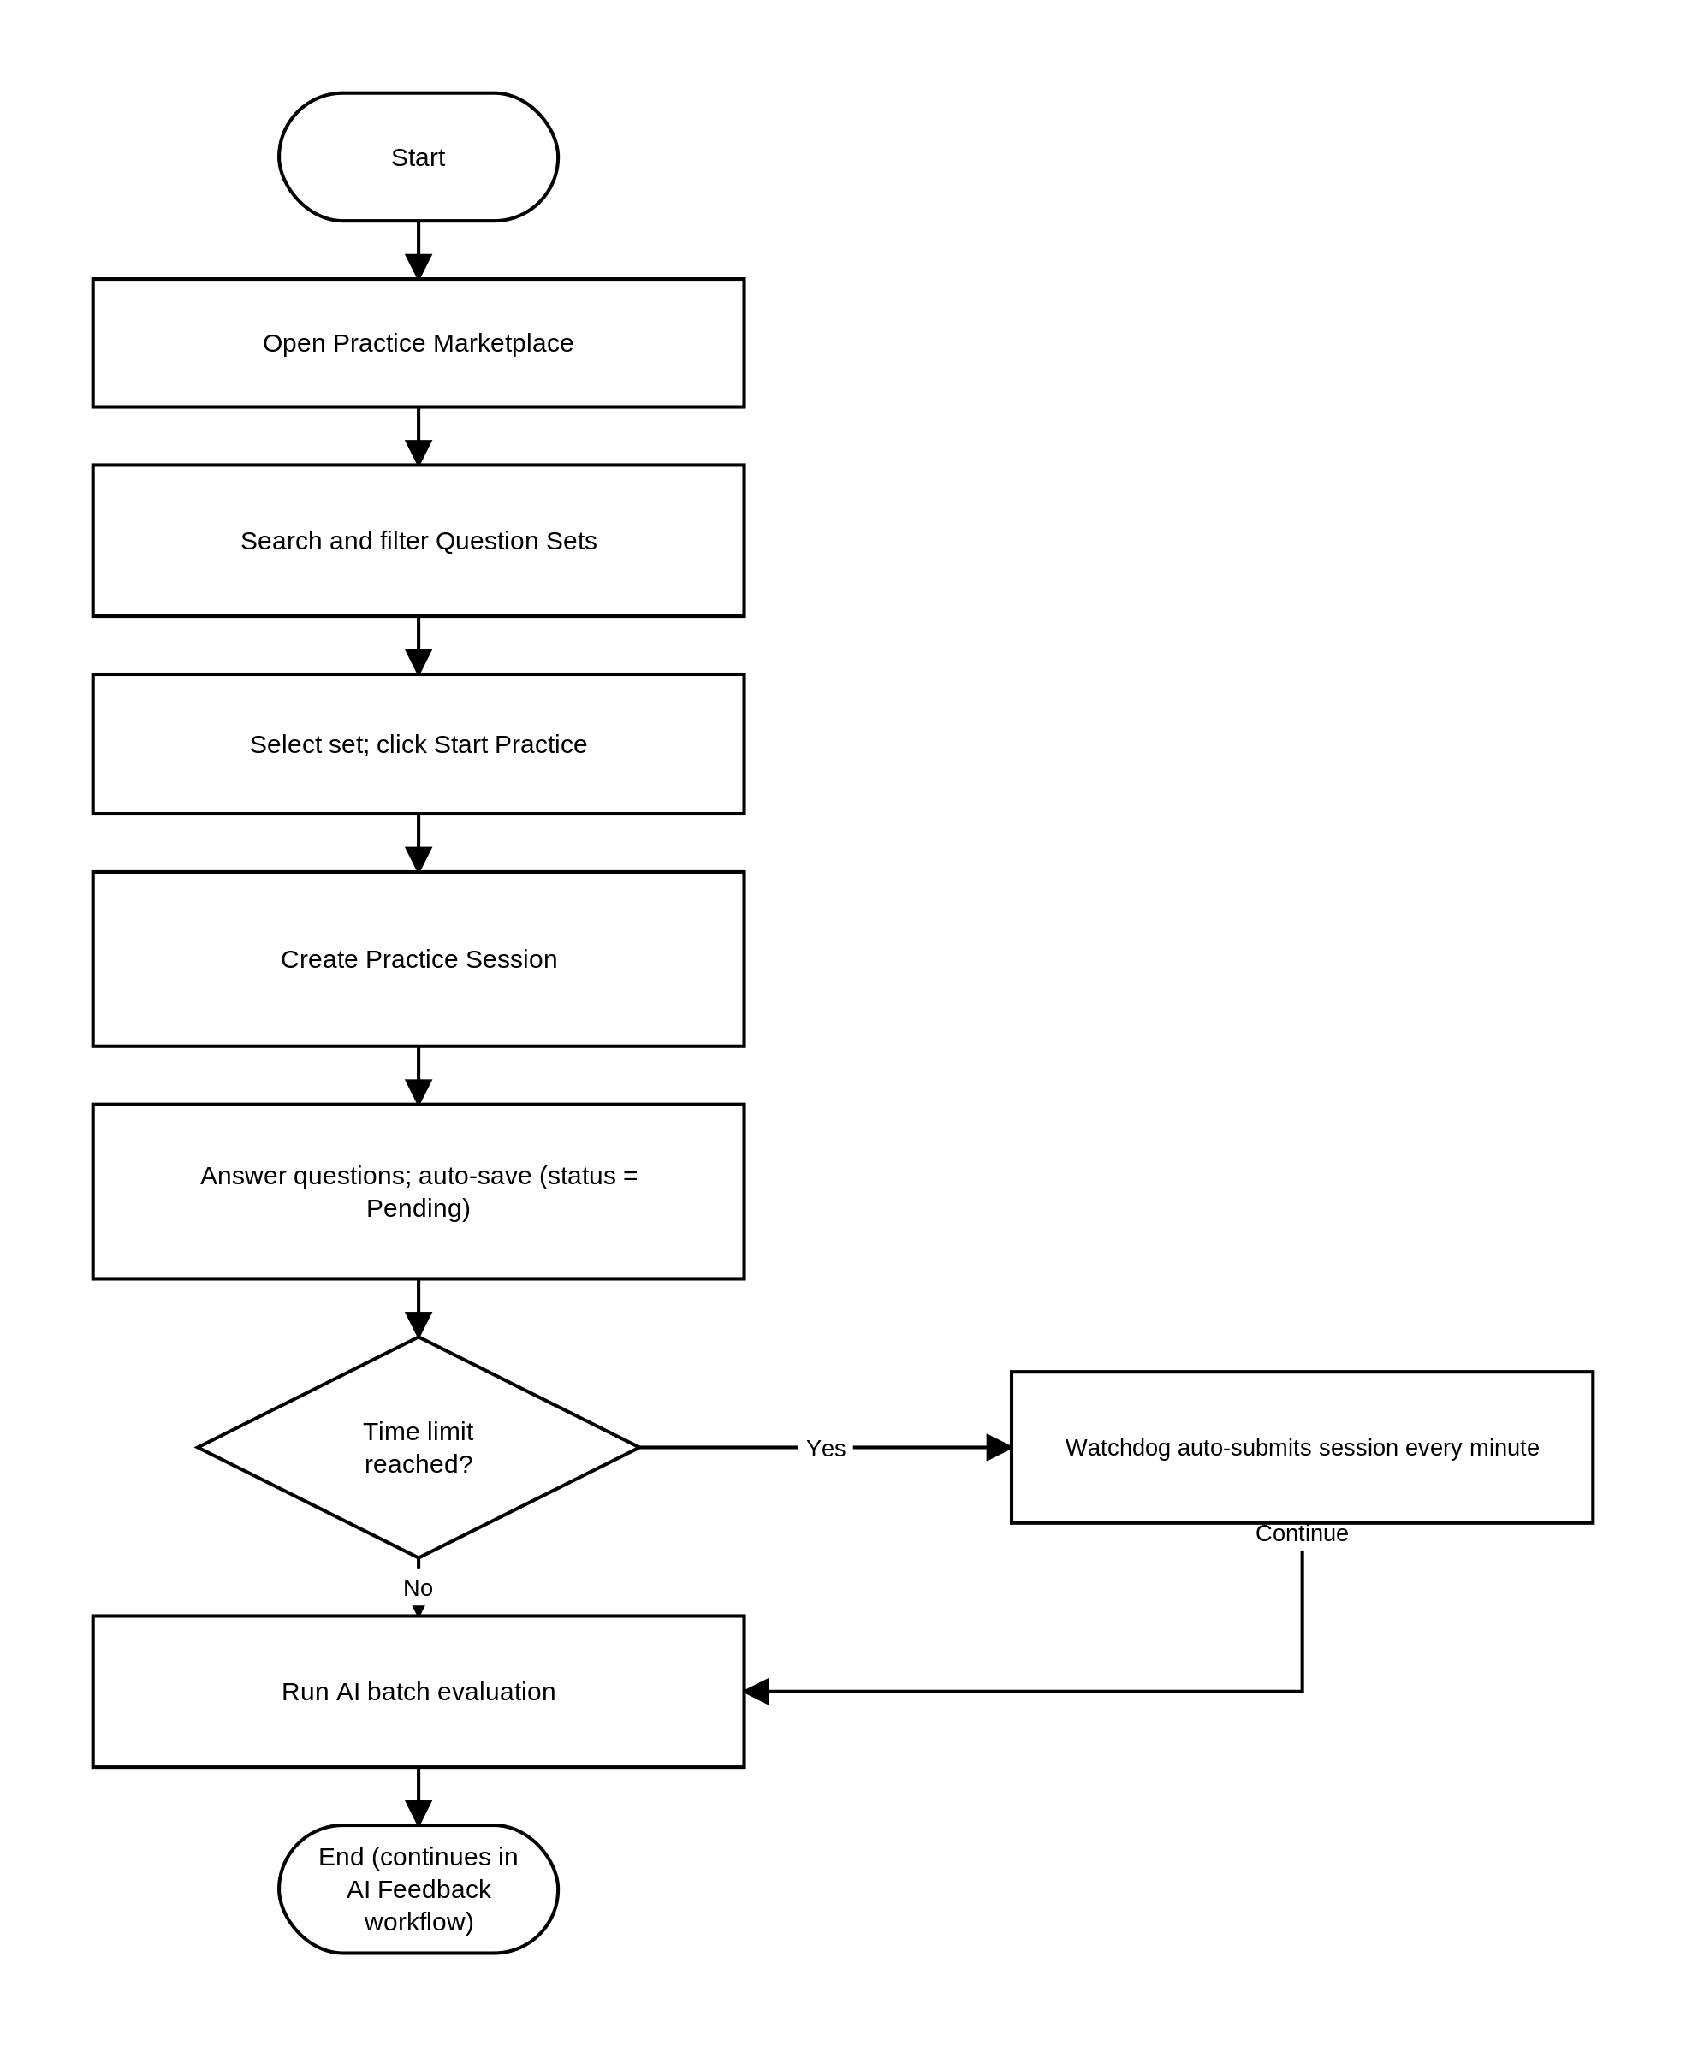 Start
Open Practice Marketplace
Search and filter Question Sets
Select set; click Start Practice
Create Practice Session
Answer questions; auto-save (status =
Pending)
Time limit
reached?
Yes
Watchdog auto-submits session every minute
Continue
No
Run AI batch evaluation
End (continues in
AI Feedback
workflow)